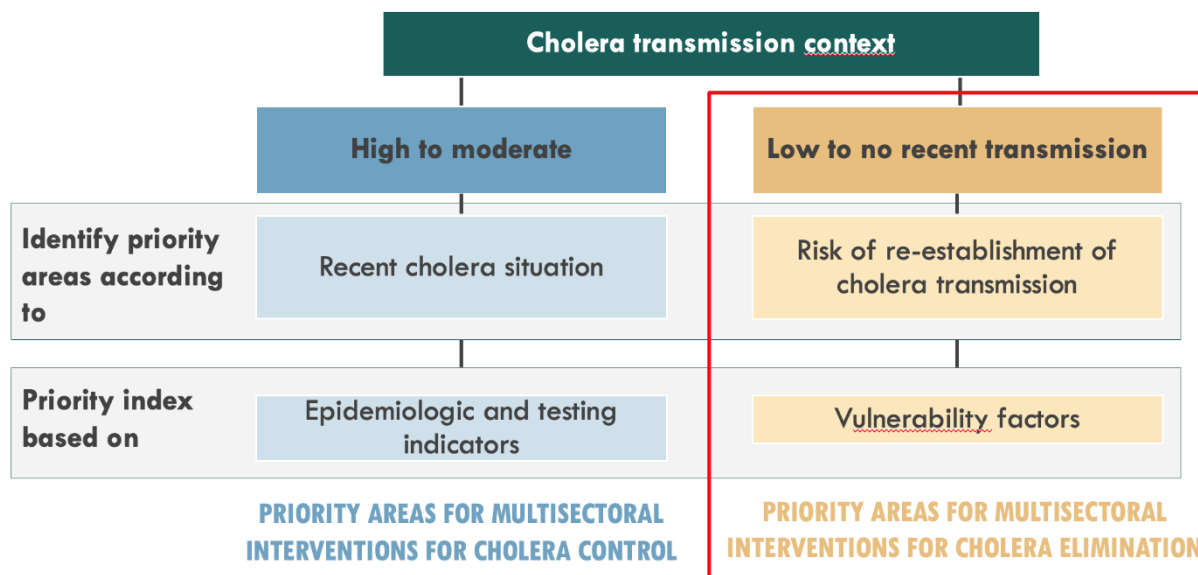 Cholera transmission context
High to moderate
Low to no recent transmission
Identify priority
areas according
to
Recent cholera situation
Risk of re-establishment of
cholera transmission
Priority index
based on
Epidemiologic and testing
indicators
Vulnerability factors
PRIORITY AREAS FOR MULTISECTORAL
INTERVENTIONS FOR CHOLERA CONTROL
PRIORITY AREAS FOR MULTISECTORAL
INTERVENTIONS FOR CHOLERA ELIMINATION